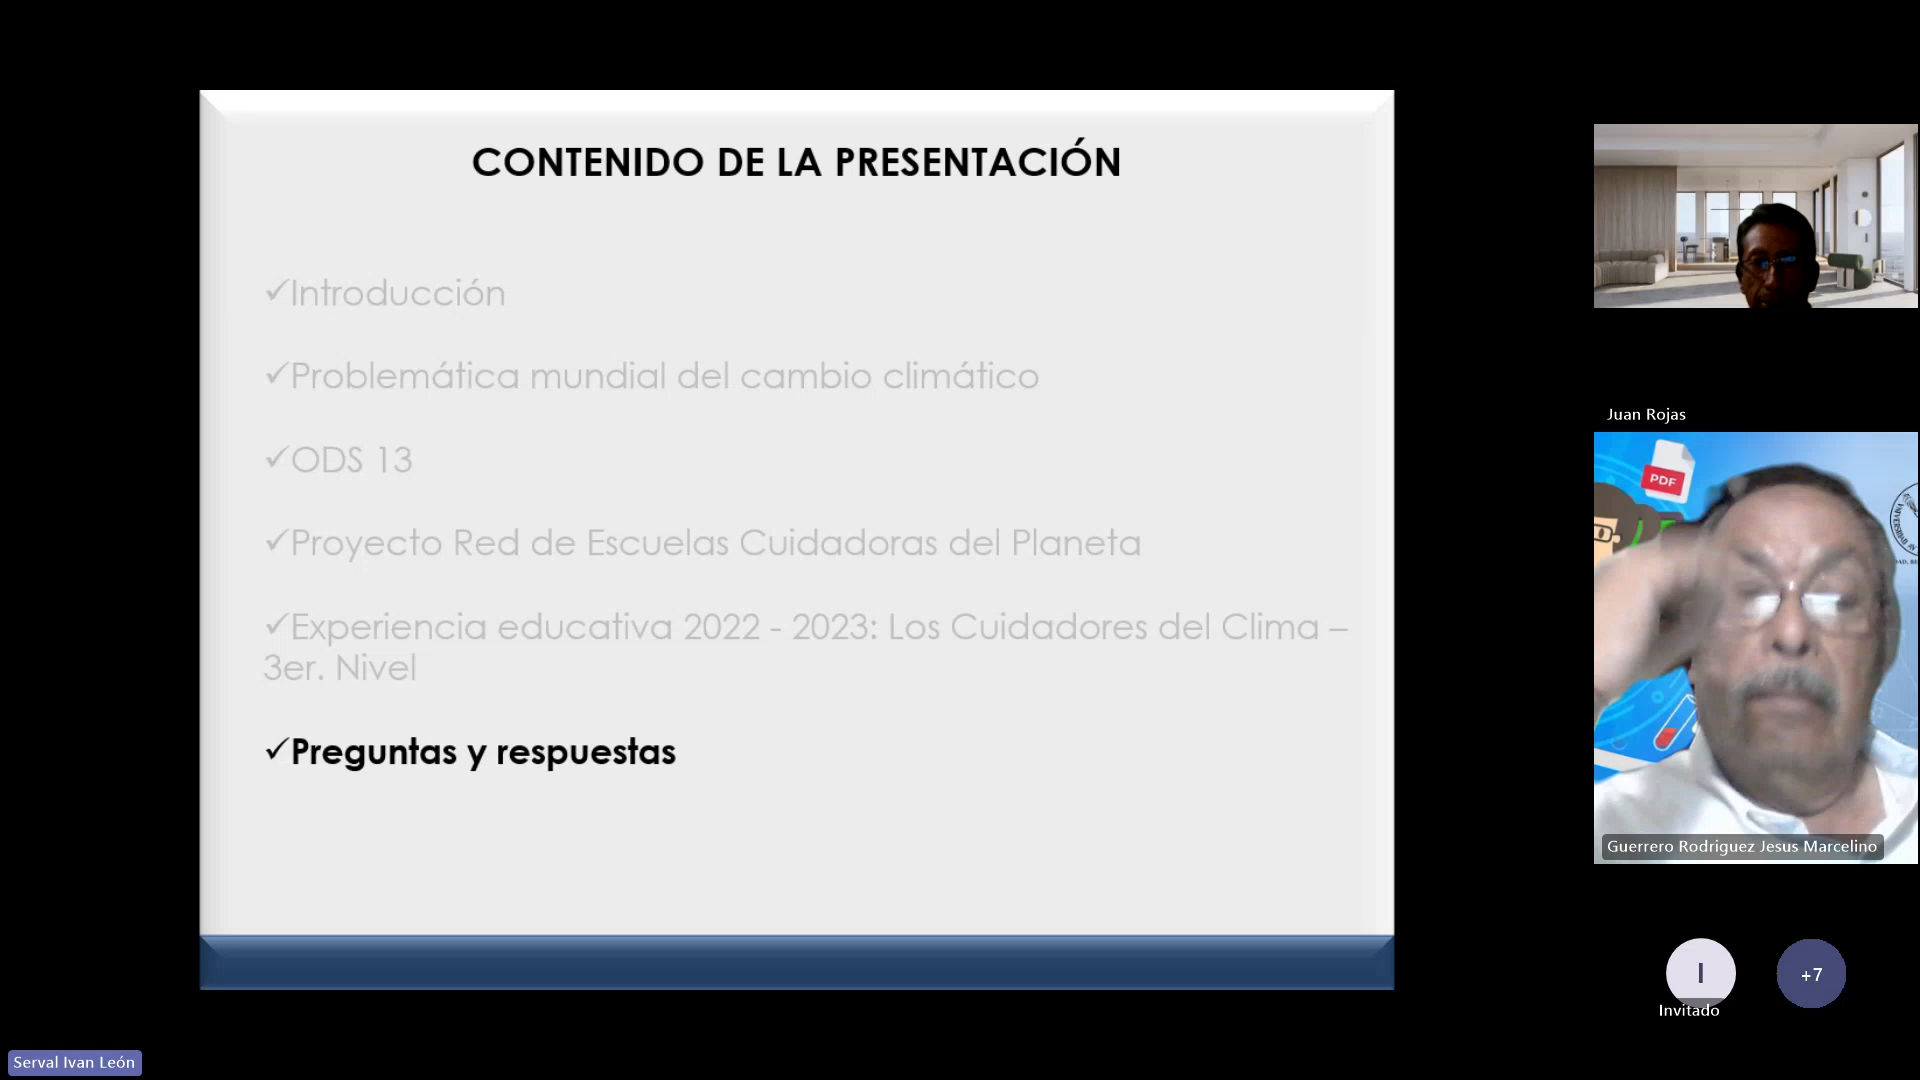 CONTENIDO DE LA PRESENTACIÓN
✓Introducción
✓Problemática mundial del cambio climático
✓ODS 13
✓Proyecto Red de Escuelas Cuidadoras del Planeta
✓Experiencia educativa 2022 - 2023: Los Cuidadores del Clima –
3er. Nivel
✓Preguntas y respuestas
Juan Rojas
PDF
Guerrero Rodriguez Jesus Marcelino
I
+7
Invitado
Serval Ivan León